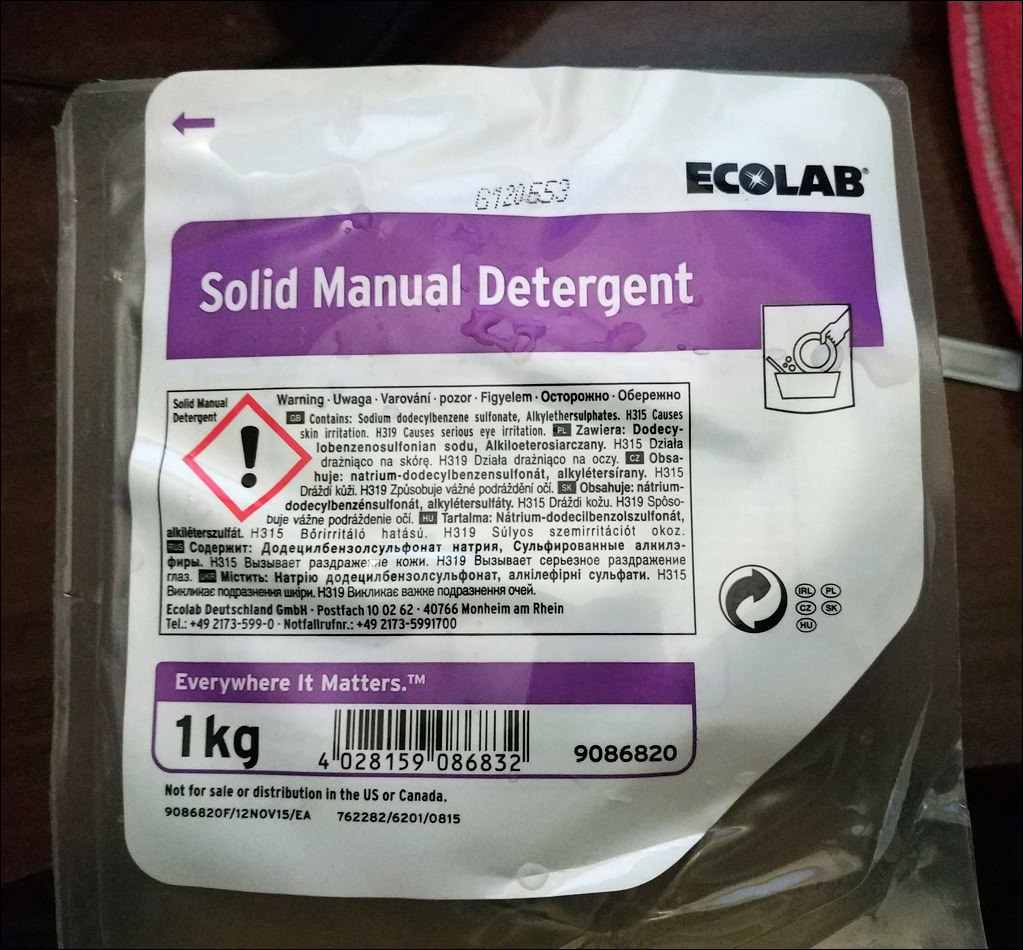 G120653
ECOLAB®
Solid Manual Detergent
Solid Manual
Detergent
Warning · Uwaga · Varování · pozor · Figyelem · Осторожно · Обережно
GB Contains: Sodium dodecylbenzene sulfonate, Alkylethersulphates. H315 Causes
skin irritation. H319 Causes serious eye irritation. PL Zawiera: Dodecy-
lobenzenosulfonian sodu, Alkiloeterosiarczany. H315 Działa
drażniąco na skórę. H319 Działa drażniąco na oczy. CZ Obsa-
huje: natrium-dodecylbenzensulfonát, alkylétersírany. H315
Dráždí kůži. H319 Způsobuje vážné podráždění očí. SK Obsahuje: nátrium-
dodecylbenzénsulfonát, alkylétersulfáty. H315 Dráždi kožu. H319 Spôso-
buje vážne podráždenie očí. HU Tartalma: Nátrium-dodecilbenzolszulfonát,
alkiléterszulfát. H315 Bőrirritáló hatású. H319 Súlyos szemirritációt okoz.
RUS Содержит: Додецилбензолсульфонат натрия, Сульфированные алкилэ-
фиры. H315 Вызывает раздражение кожи. H319 Вызывает серьезное раздражение
глаз. UKR Містить: Натрію додецилбензолсульфонат, алкілефірні сульфати. H315
Викликає подразнення шкіри. H319 Викликає важке подразнення очей.
Ecolab Deutschland GmbH · Postfach 10 02 62 · 40766 Monheim am Rhein
Tel.: +49 2173-599-0 · Notfallrufnr.: +49 2173-5991700
IRL PL
CZ SK
HU
Everywhere It Matters.™
1 kg
4 028159 086832
9086820
Not for sale or distribution in the US or Canada.
9086820F/12NOV15/EA 762282/6201/0815